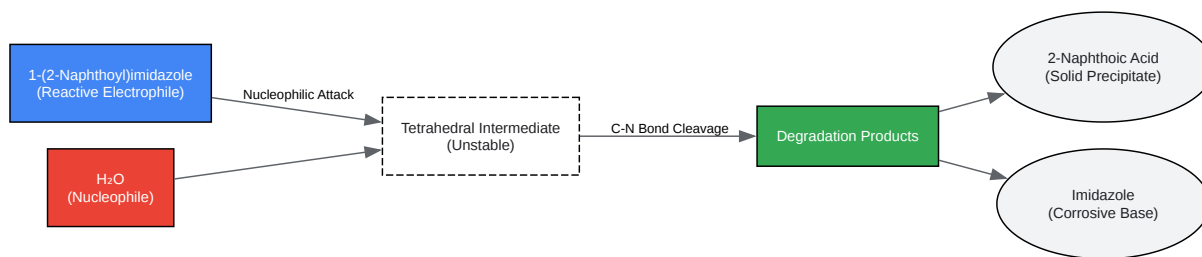 1-(2-Naphthoyl)imidazole
(Reactive Electrophile)
H₂O
(Nucleophile)
Nucleophilic Attack
Tetrahedral Intermediate
(Unstable)
C-N Bond Cleavage
Degradation Products
2-Naphthoic Acid
(Solid Precipitate)
Imidazole
(Corrosive Base)